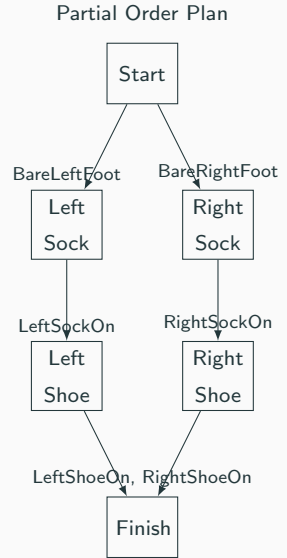 Partial Order Plan
Start
BareLeftFoot
BareRightFoot
Left
Sock
Right
Sock
LeftSockOn
RightSockOn
Left
Shoe
Right
Shoe
LeftShoeOn, RightShoeOn
Finish